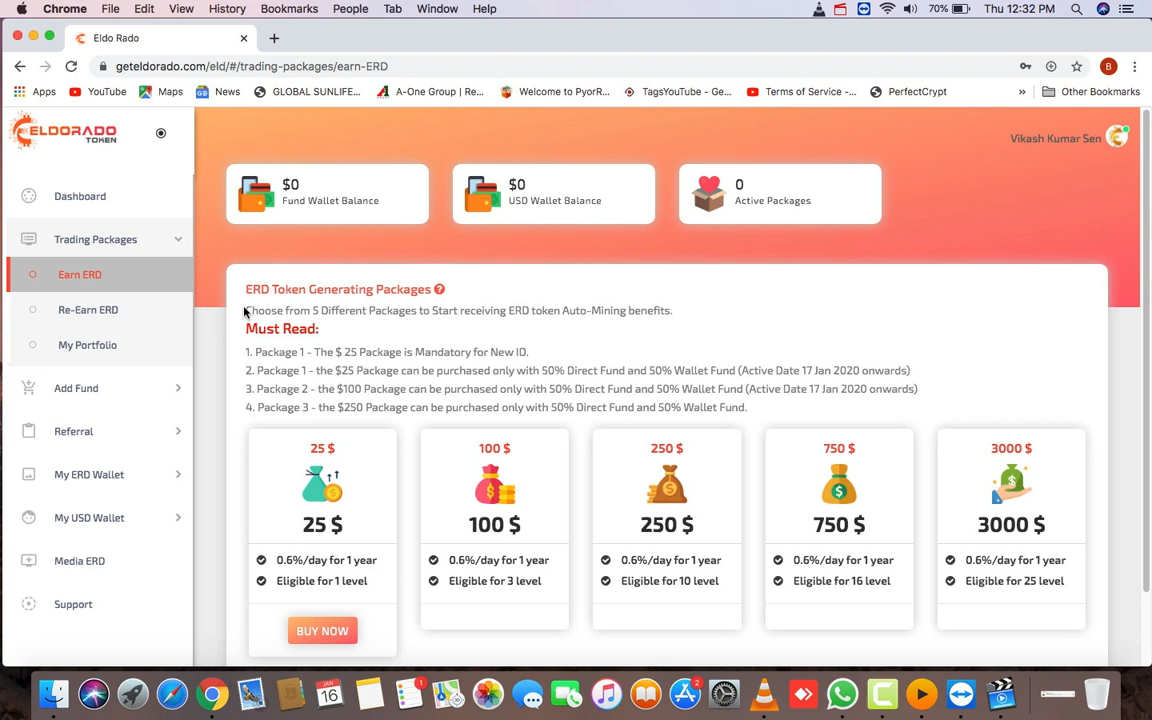 Chrome File Edit View History Bookmarks People Tab Window Help 70% Thu 12:32 PM
Eldo Rado
geteldorado.com/eld/#/trading-packages/earn-ERD B
Apps YouTube Maps News GLOBAL SUNLIFE... A-One Group | Re... Welcome to PyorR... TagsYouTube - Ge... Terms of Service -... PerfectCrypt » Other Bookmarks
ELDORADO
TOKEN
Vikash Kumar Sen
$0
Fund Wallet Balance
$0
USD Wallet Balance
0
Active Packages
Dashboard
Trading Packages
Earn ERD
Re-Earn ERD
My Portfolio
Add Fund
Referral
My ERD Wallet
My USD Wallet
Media ERD
Support
ERD Token Generating Packages
Choose from 5 Different Packages to Start receiving ERD token Auto-Mining benefits.
Must Read:
1. Package 1 - The $ 25 Package is Mandatory for New ID.
2. Package 1 - the $25 Package can be purchased only with 50% Direct Fund and 50% Wallet Fund (Active Date 17 Jan 2020 onwards)
3. Package 2 - the $100 Package can be purchased only with 50% Direct Fund and 50% Wallet Fund (Active Date 17 Jan 2020 onwards)
4. Package 3 - the $250 Package can be purchased only with 50% Direct Fund and 50% Wallet Fund.
25 $ 100 $ 250 $ 750 $ 3000 $
25 $ 100 $ 250 $ 750 $ 3000 $
0.6%/day for 1 year 0.6%/day for 1 year 0.6%/day for 1 year 0.6%/day for 1 year 0.6%/day for 1 year
Eligible for 1 level Eligible for 3 level Eligible for 10 level Eligible for 16 level Eligible for 25 level
BUY NOW
JAN
16
1
2